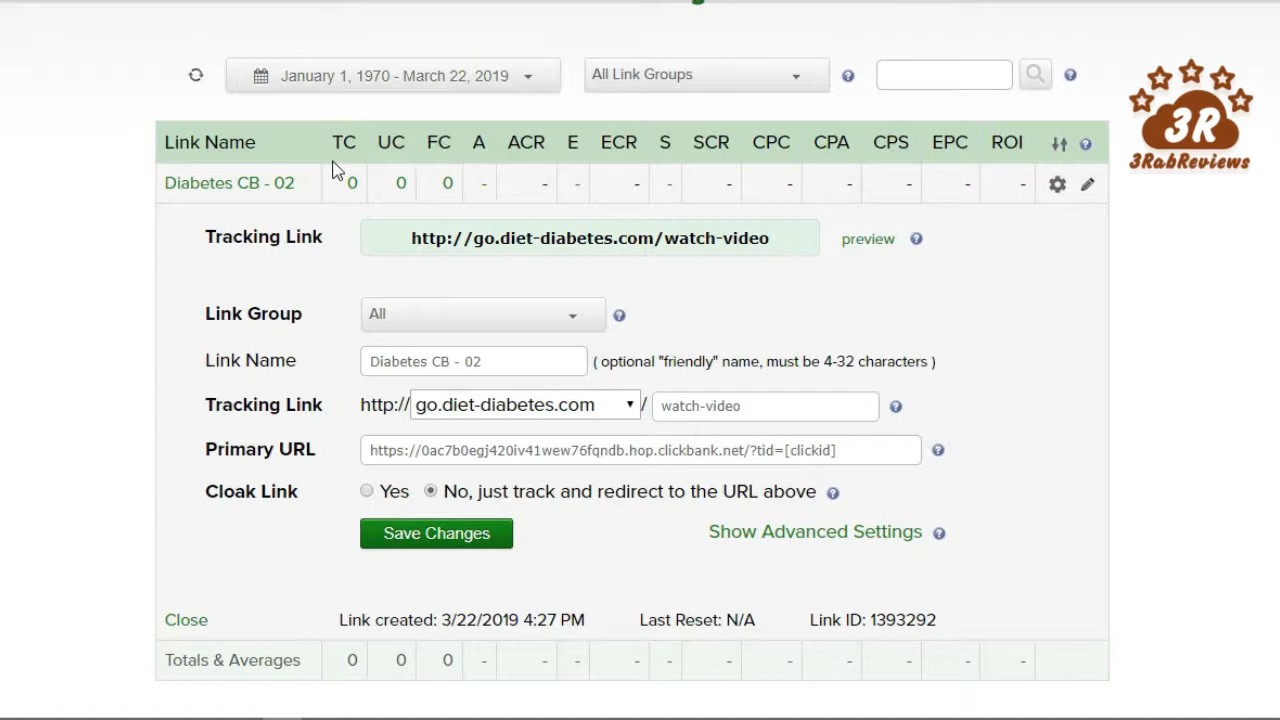 January 1, 1970 - March 22, 2019 All Link Groups
3R
3RabReviews
Link Name TC UC FC A ACR E ECR S SCR CPC CPA CPS EPC ROI
Diabetes CB - 02 0 0 0 - - - - - - - - - - -
Tracking Link http://go.diet-diabetes.com/watch-video preview
Link Group All
Link Name Diabetes CB - 02 ( optional "friendly" name, must be 4-32 characters )
Tracking Link http:// go.diet-diabetes.com / watch-video
Primary URL https://0ac7b0egj420iv41wew76fqndb.hop.clickbank.net/?tid=[clickid]
Cloak Link Yes No, just track and redirect to the URL above
Save Changes Show Advanced Settings
Close Link created: 3/22/2019 4:27 PM Last Reset: N/A Link ID: 1393292
Totals & Averages 0 0 0 - - - - - - - - - - -